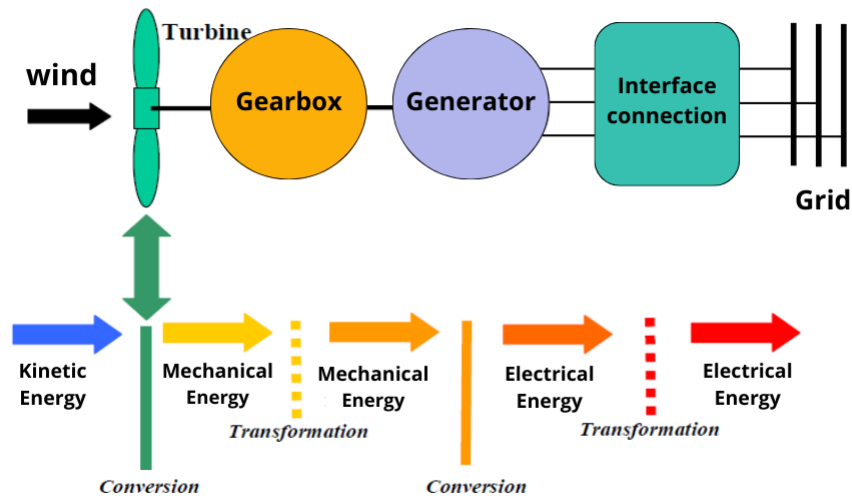 Turbine
wind
Gearbox
Generator
Interface
connection
Grid
Kinetic
Energy
Mechanical
Energy
Mechanical
Energy
Electrical
Energy
Electrical
Energy
Transformation
Transformation
Conversion
Conversion